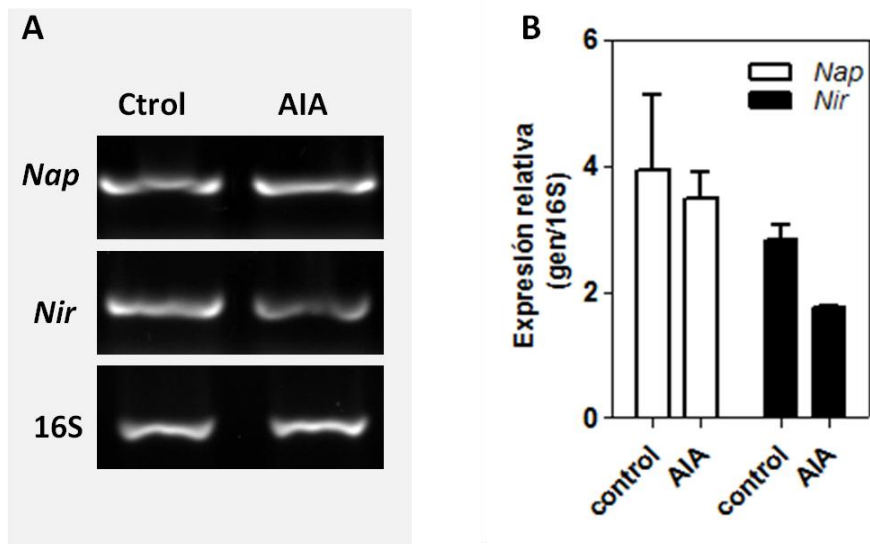 A
Ctrol AIA
Nap
Nir
16S
B
Expresión relativa
(gen/16S)
6
4
2
0
Nap
Nir
control AIA control AIA